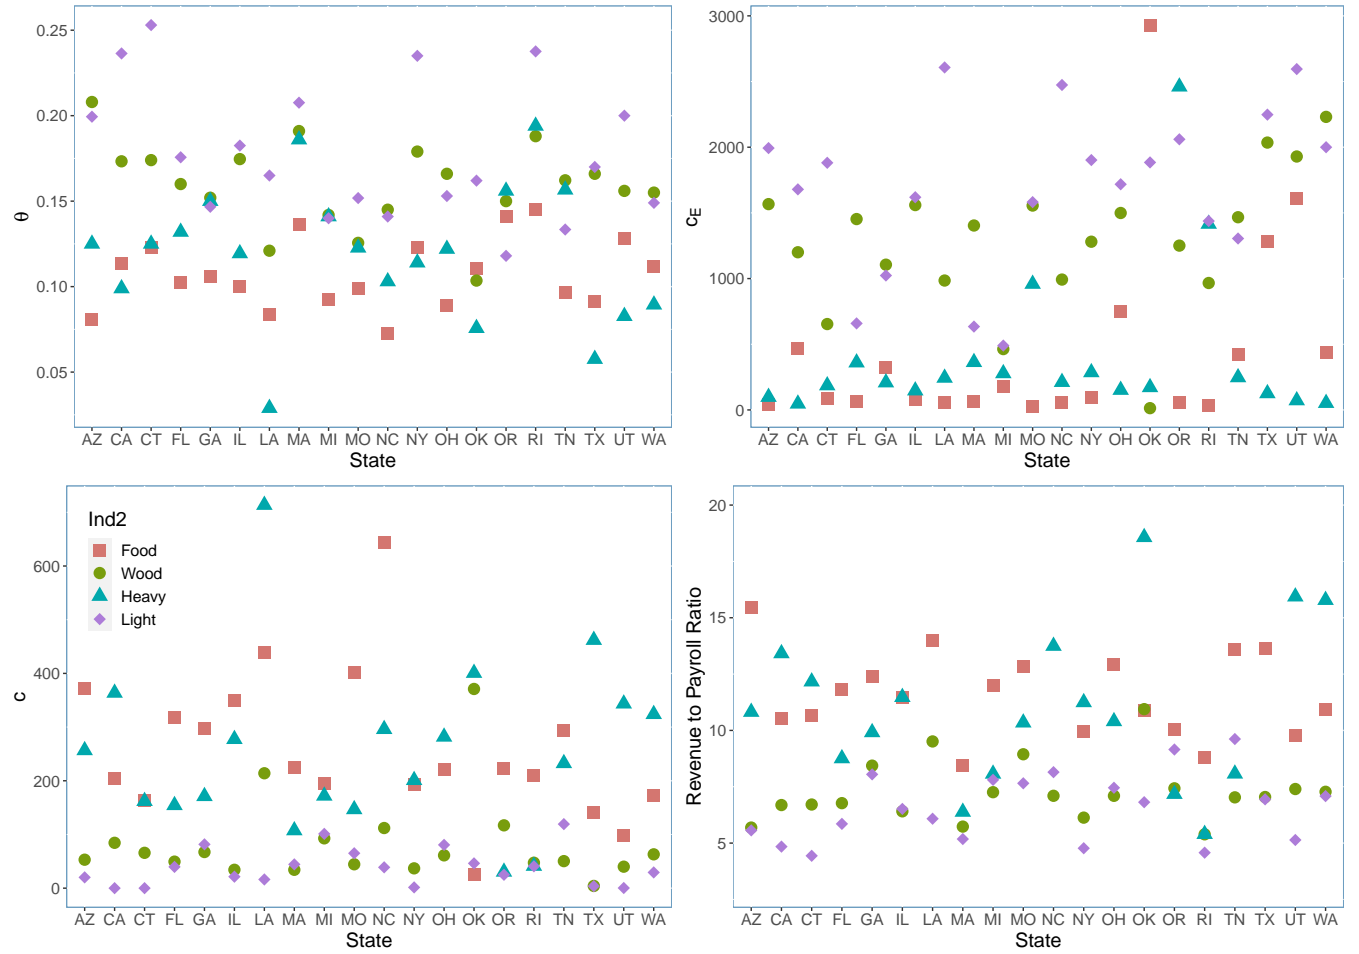 0.25
0.20
0.15
0.10
0.05
θ
AZ CA CT FL GA IL LA MA MI MO NC NY OH OK OR RI TN TX UT WA
State
3000
2000
1000
0
cE
AZ CA CT FL GA IL LA MA MI MO NC NY OH OK OR RI TN TX UT WA
State
600
400
200
0
c
Ind2
Food
Wood
Heavy
Light
AZ CA CT FL GA IL LA MA MI MO NC NY OH OK OR RI TN TX UT WA
State
20
15
10
5
Revenue to Payroll Ratio
AZ CA CT FL GA IL LA MA MI MO NC NY OH OK OR RI TN TX UT WA
State